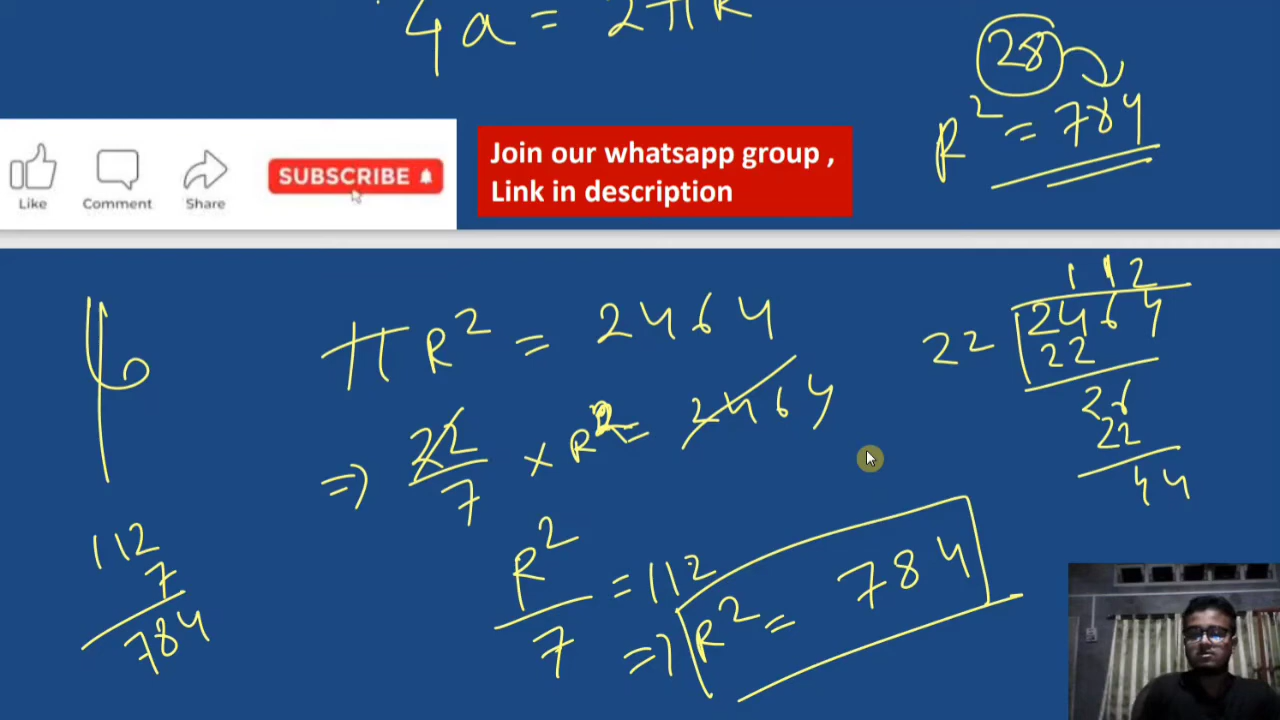 4a = 2πR
28
R² = 784
Like
Comment
Share
SUBSCRIBE
Join our whatsapp group ,
Link in description
πR² = 2464
=> 22/7 × R² = 2464
R²/7 = 112
=> R² = 784
112
7
784
112
22 2464
22
26
22
44